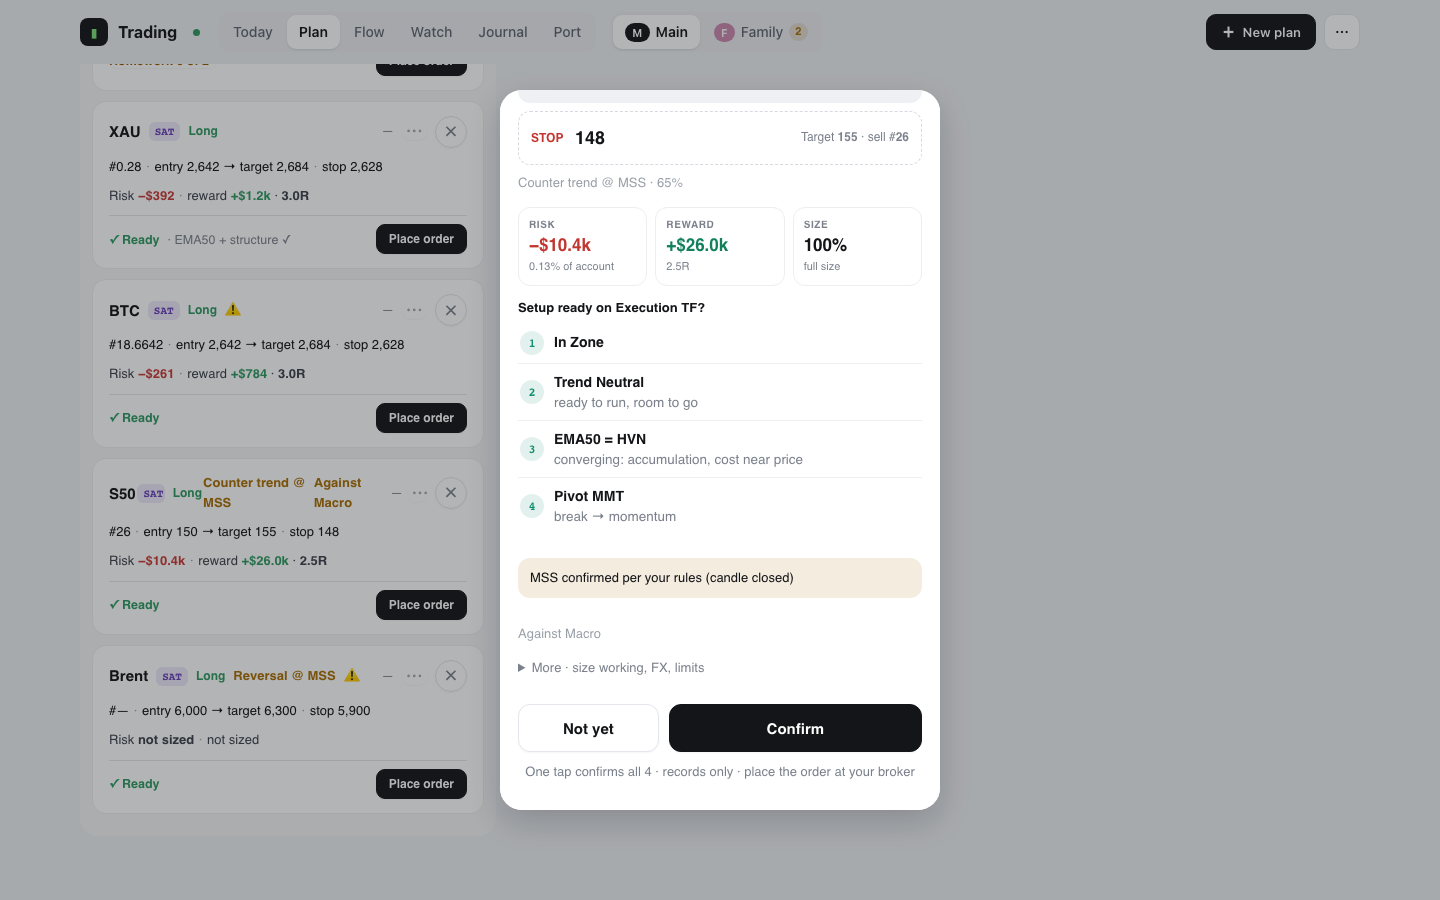 Trading
Today
Plan
Flow
Watch
Journal
Port
M Main
F Family 2
+ New plan
···
XAU SAT Long – ··· ✕
#0.28 · entry 2,642 → target 2,684 · stop 2,628
Risk −$392 · reward +$1.2k · 3.0R
✓ Ready · EMA50 + structure ✓ Place order
BTC SAT Long ⚠ – ··· ✕
#18.6642 · entry 2,642 → target 2,684 · stop 2,628
Risk −$261 · reward +$784 · 3.0R
✓ Ready Place order
S50 SAT Long Counter trend @ MSS Against Macro – ··· ✕
#26 · entry 150 → target 155 · stop 148
Risk −$10.4k · reward +$26.0k · 2.5R
✓ Ready Place order
Brent SAT Long Reversal @ MSS ⚠ – ··· ✕
#— · entry 6,000 → target 6,300 · stop 5,900
Risk not sized · not sized
✓ Ready Place order
STOP 148 Target 155 · sell #26
Counter trend @ MSS · 65%
RISK
−$10.4k
0.13% of account
REWARD
+$26.0k
2.5R
SIZE
100%
full size
Setup ready on Execution TF?
1 In Zone
2 Trend Neutral
ready to run, room to go
3 EMA50 = HVN
converging: accumulation, cost near price
4 Pivot MMT
break → momentum
MSS confirmed per your rules (candle closed)
Against Macro
▶ More · size working, FX, limits
Not yet
Confirm
One tap confirms all 4 · records only · place the order at your broker